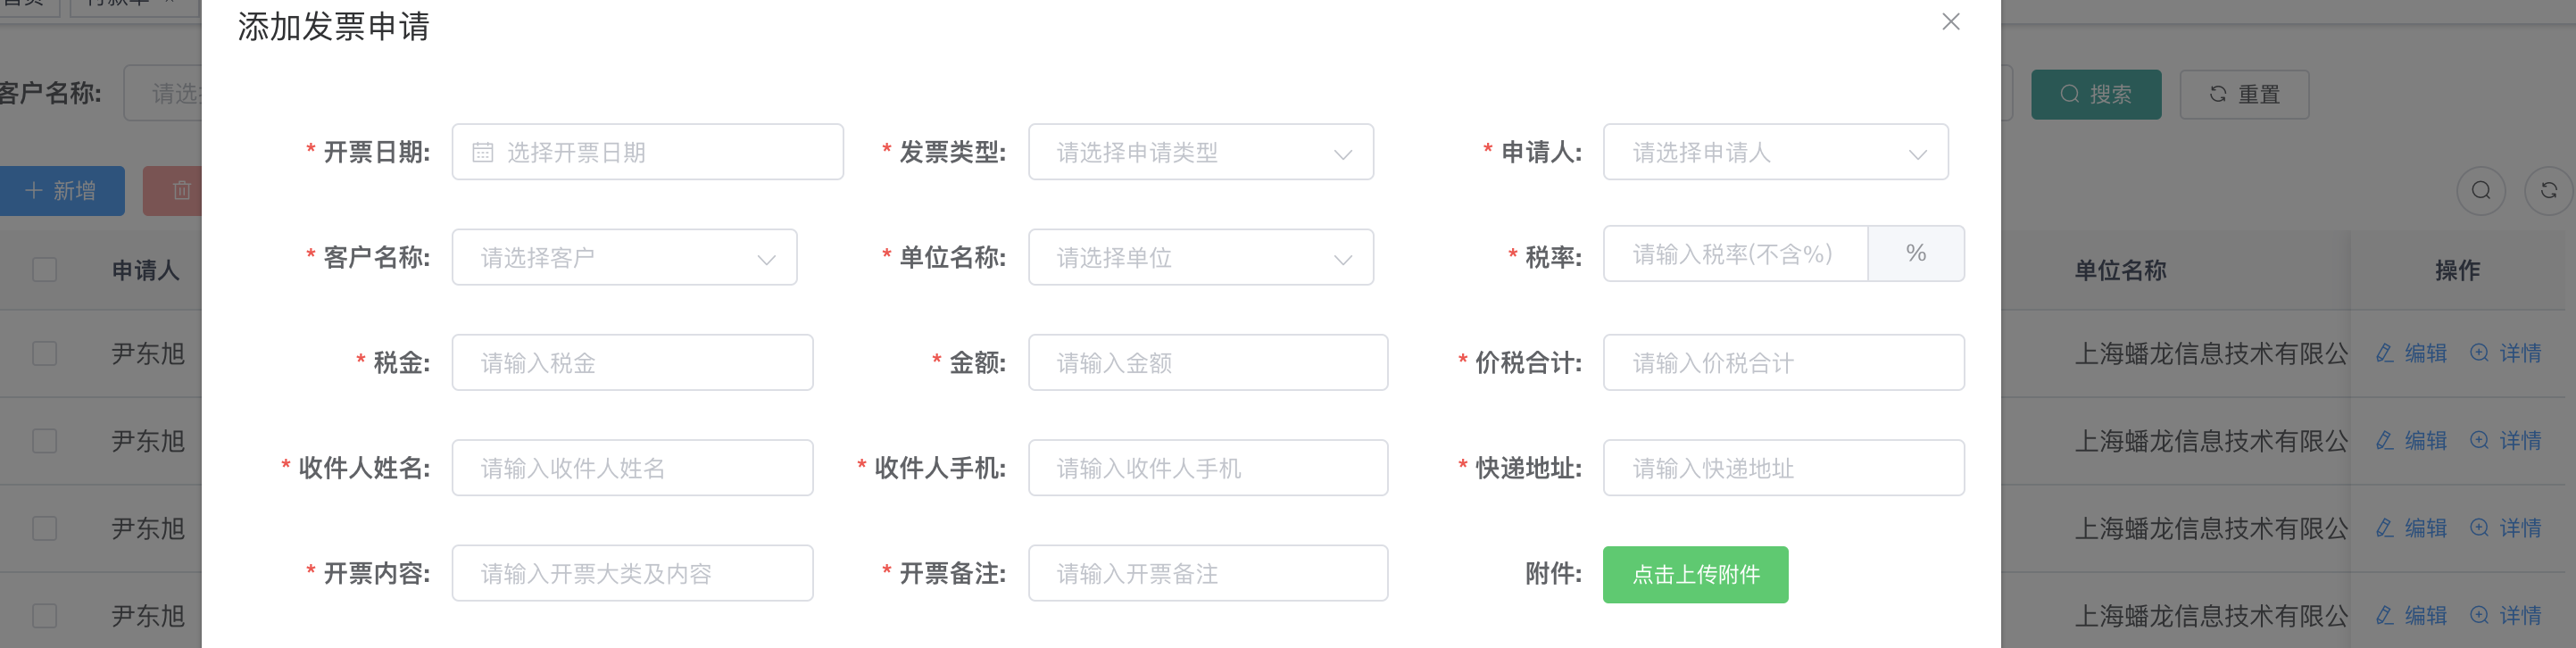 添加发票申请
客户名称: 请选
搜索 重置
* 开票日期: 选择开票日期 * 发票类型: 请选择申请类型 * 申请人: 请选择申请人
新增
* 客户名称: 请选择客户 * 单位名称: 请选择单位 * 税率: 请输入税率(不含%) %
申请人 单位名称 操作
* 税金: 请输入税金 * 金额: 请输入金额 * 价税合计: 请输入价税合计
尹东旭 上海蟠龙信息技术有限公 编辑 详情
* 收件人姓名: 请输入收件人姓名 * 收件人手机: 请输入收件人手机 * 快递地址: 请输入快递地址
尹东旭 上海蟠龙信息技术有限公 编辑 详情
尹东旭 上海蟠龙信息技术有限公 编辑 详情
* 开票内容: 请输入开票大类及内容 * 开票备注: 请输入开票备注 附件: 点击上传附件
尹东旭 上海蟠龙信息技术有限公 编辑 详情